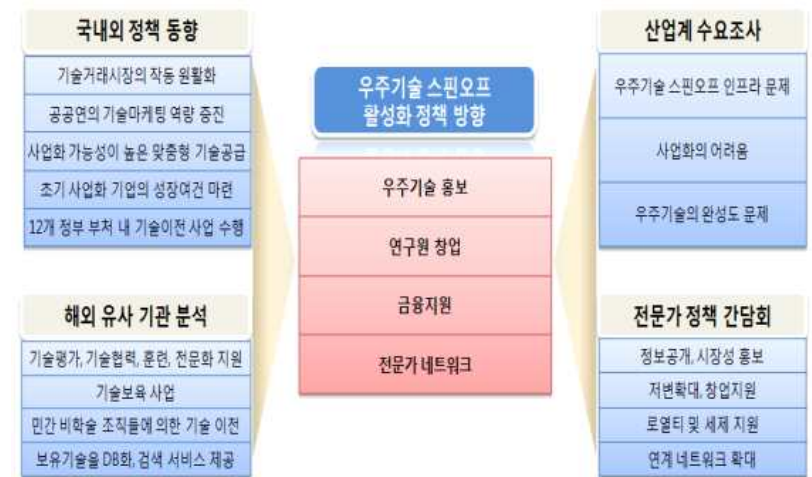 국내외 정책 동향
기술거래시장의 작동 원활화
공공연의 기술마케팅 역량 증진
사업화 가능성이 높은 맞춤형 기술공급
초기 사업화 기업의 성장여건 마련
12개 정부 부처 내 기술이전 사업 수행
해외 유사 기관 분석
기술평가, 기술협력, 훈련, 전문화 지원
기술보육 사업
민간 비학술 조직들에 의한 기술 이전
보유기술을 DB화, 검색 서비스 제공
우주기술 스핀오프
활성화 정책 방향
우주기술 홍보
연구원 창업
금융지원
전문가 네트워크
산업계 수요조사
우주기술 스핀오프 인프라 문제
사업화의 어려움
우주기술의 완성도 문제
전문가 정책 간담회
정보공개, 시장성 홍보
저변확대, 창업지원
로열티 및 세제 지원
연계 네트워크 확대